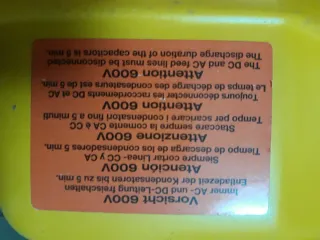 Vorsicht 600V
Immer AC- und DC-Leitung freischalten
Entladezeit der Kondensatoren bis zu 5 min.
Atención 600V
Siempre cortar Linea- CC y CA
Tiempo de descarga de condensadores 5 min.
Atenzione 600V
Staccare sempre la corrente CA è CC
Tempo per scaricare i condensatori fino a 5 minuti
Attention 600V
Toujours déconnecter les raccordements DC et AC
Le temps de décharge des condensateurs est de 5 min.
Attention 600V
The DC and AC feed lines must be disconnected
The discharge duration of the capacitors is 5 min.